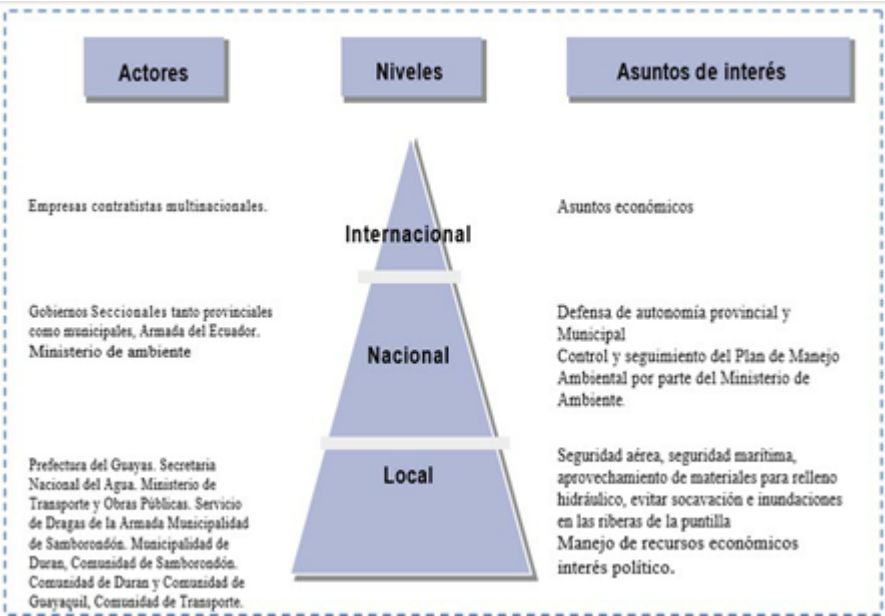 Actores
Niveles
Asuntos de interés
Empresas contratistas multinacionales.
Internacional
Asuntos económicos
Gobiernos Seccionales tanto provinciales
como municipales, Armada del Ecuador.
Ministerio de ambiente
Nacional
Defensa de autonomía provincial y
Municipal
Control y seguimiento del Plan de Manejo
Ambiental por parte del Ministerio de
Ambiente.
Prefectura del Guayas. Secretaria
Nacional del Agua. Ministerio de
Transporte y Obras Públicas. Servicio
de Dragas de la Armada Municipalidad
de Samborondón. Municipalidad de
Duran, Comunidad de Samborondón.
Comunidad de Duran y Comunidad de
Guayaquil, Comunidad de Transporte.
Local
Seguridad aérea, seguridad marítima,
aprovechamiento de materiales para relleno
hidráulico, evitar socavación e inundaciones
en las riberas de la puntilla
Manejo de recursos económicos
interés político.